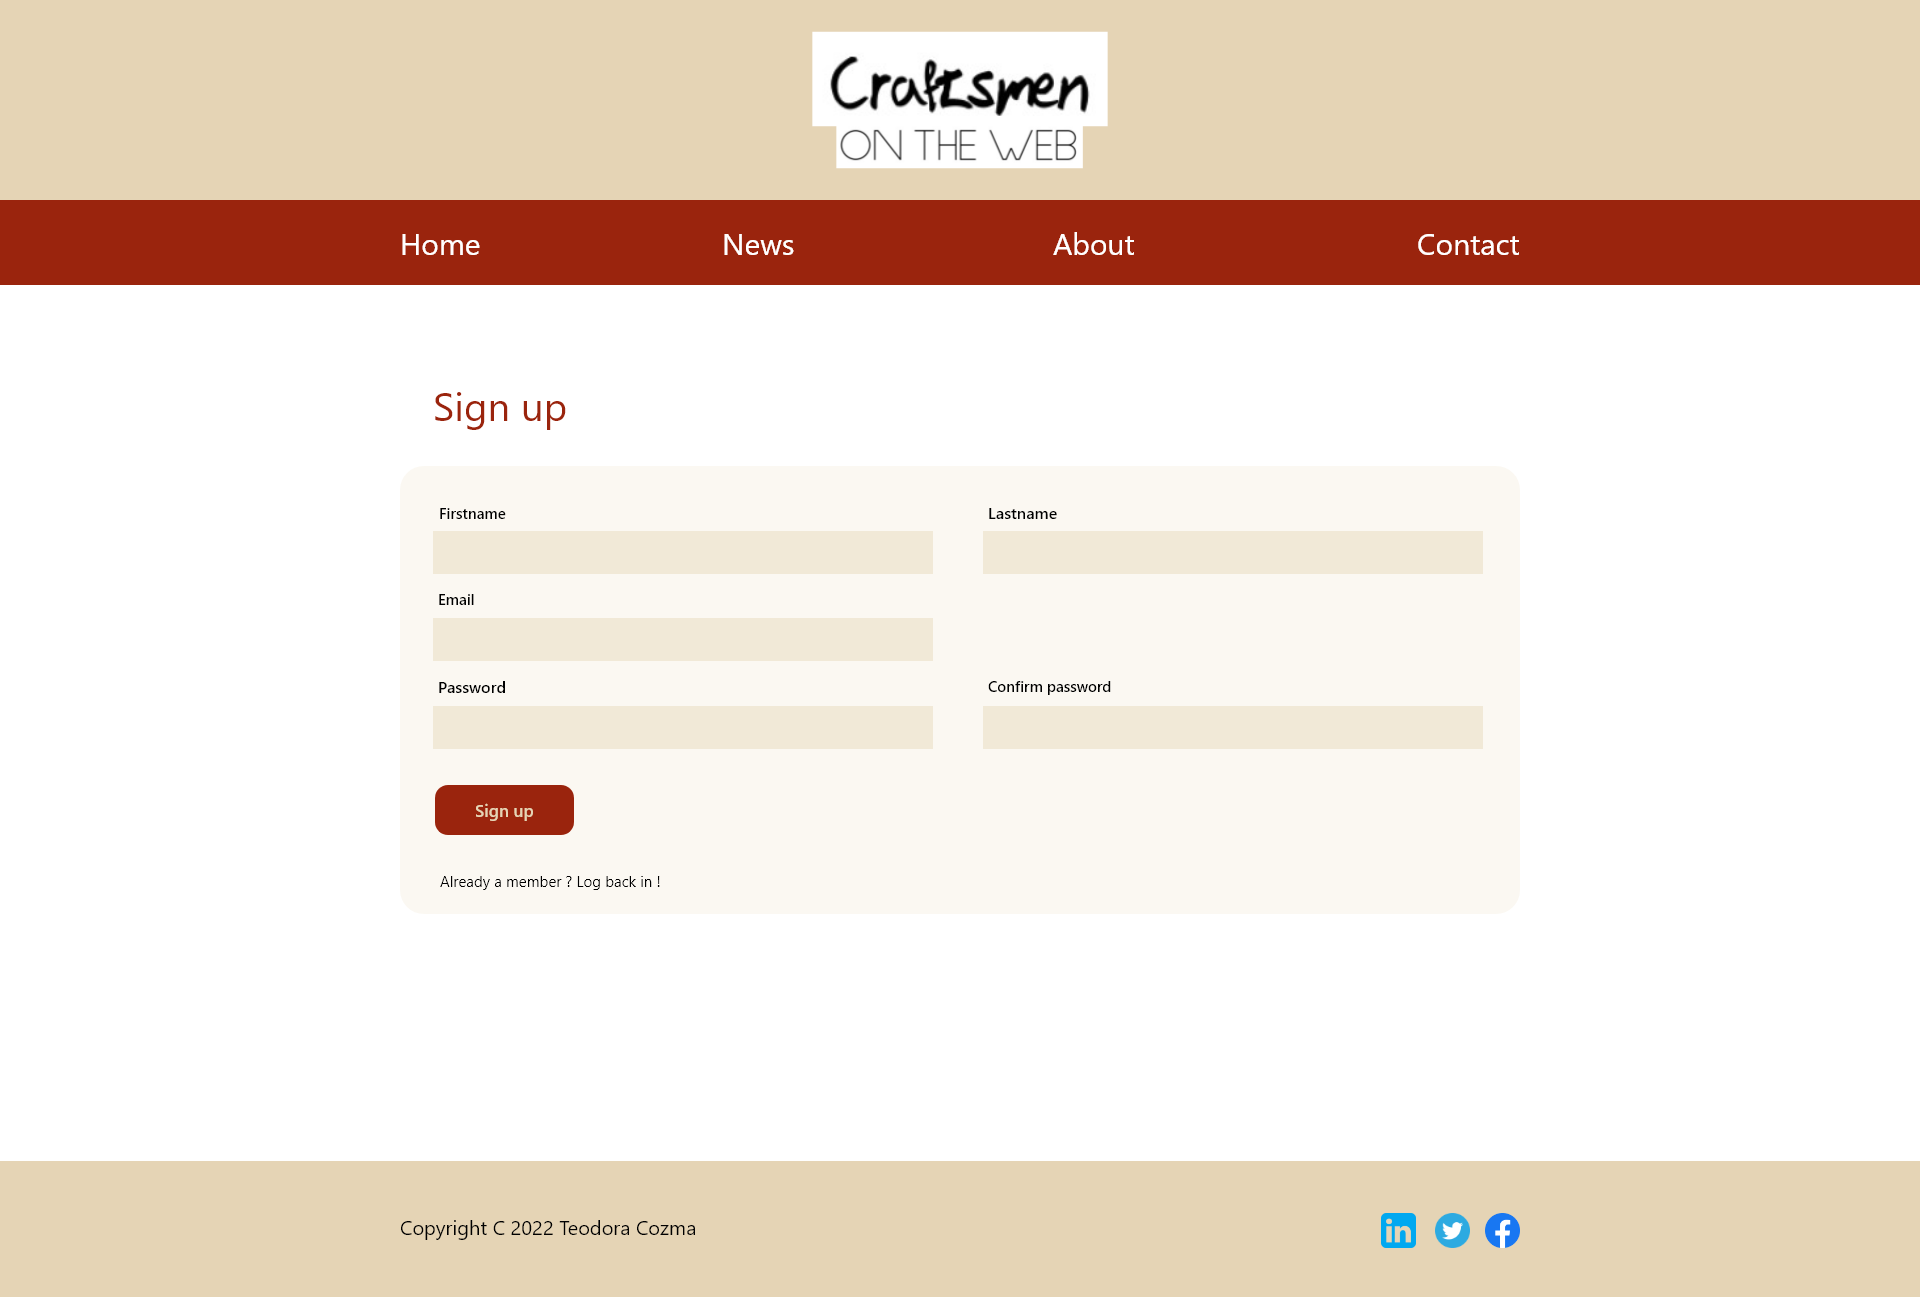 Craftsmen
ON THE WEB
Home News About Contact
Sign up
Firstname Lastname
Email
Password Confirm password
Sign up
Already a member ? Log back in !
Copyright C 2022 Teodora Cozma
in